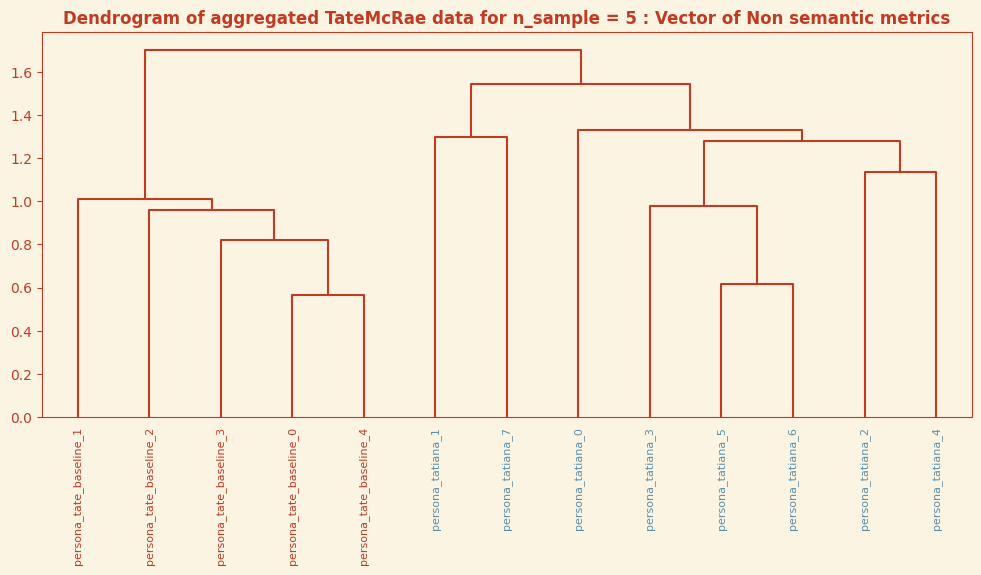 Dendrogram of aggregated TateMcRae data for n_sample = 5 : Vector of Non semantic metrics
1.6
1.4
1.2
1.0
0.8
0.6
0.4
0.2
0.0
persona_tate_baseline_1
persona_tate_baseline_2
persona_tate_baseline_3
persona_tate_baseline_0
persona_tate_baseline_4
persona_tatiana_1
persona_tatiana_7
persona_tatiana_0
persona_tatiana_3
persona_tatiana_5
persona_tatiana_6
persona_tatiana_2
persona_tatiana_4